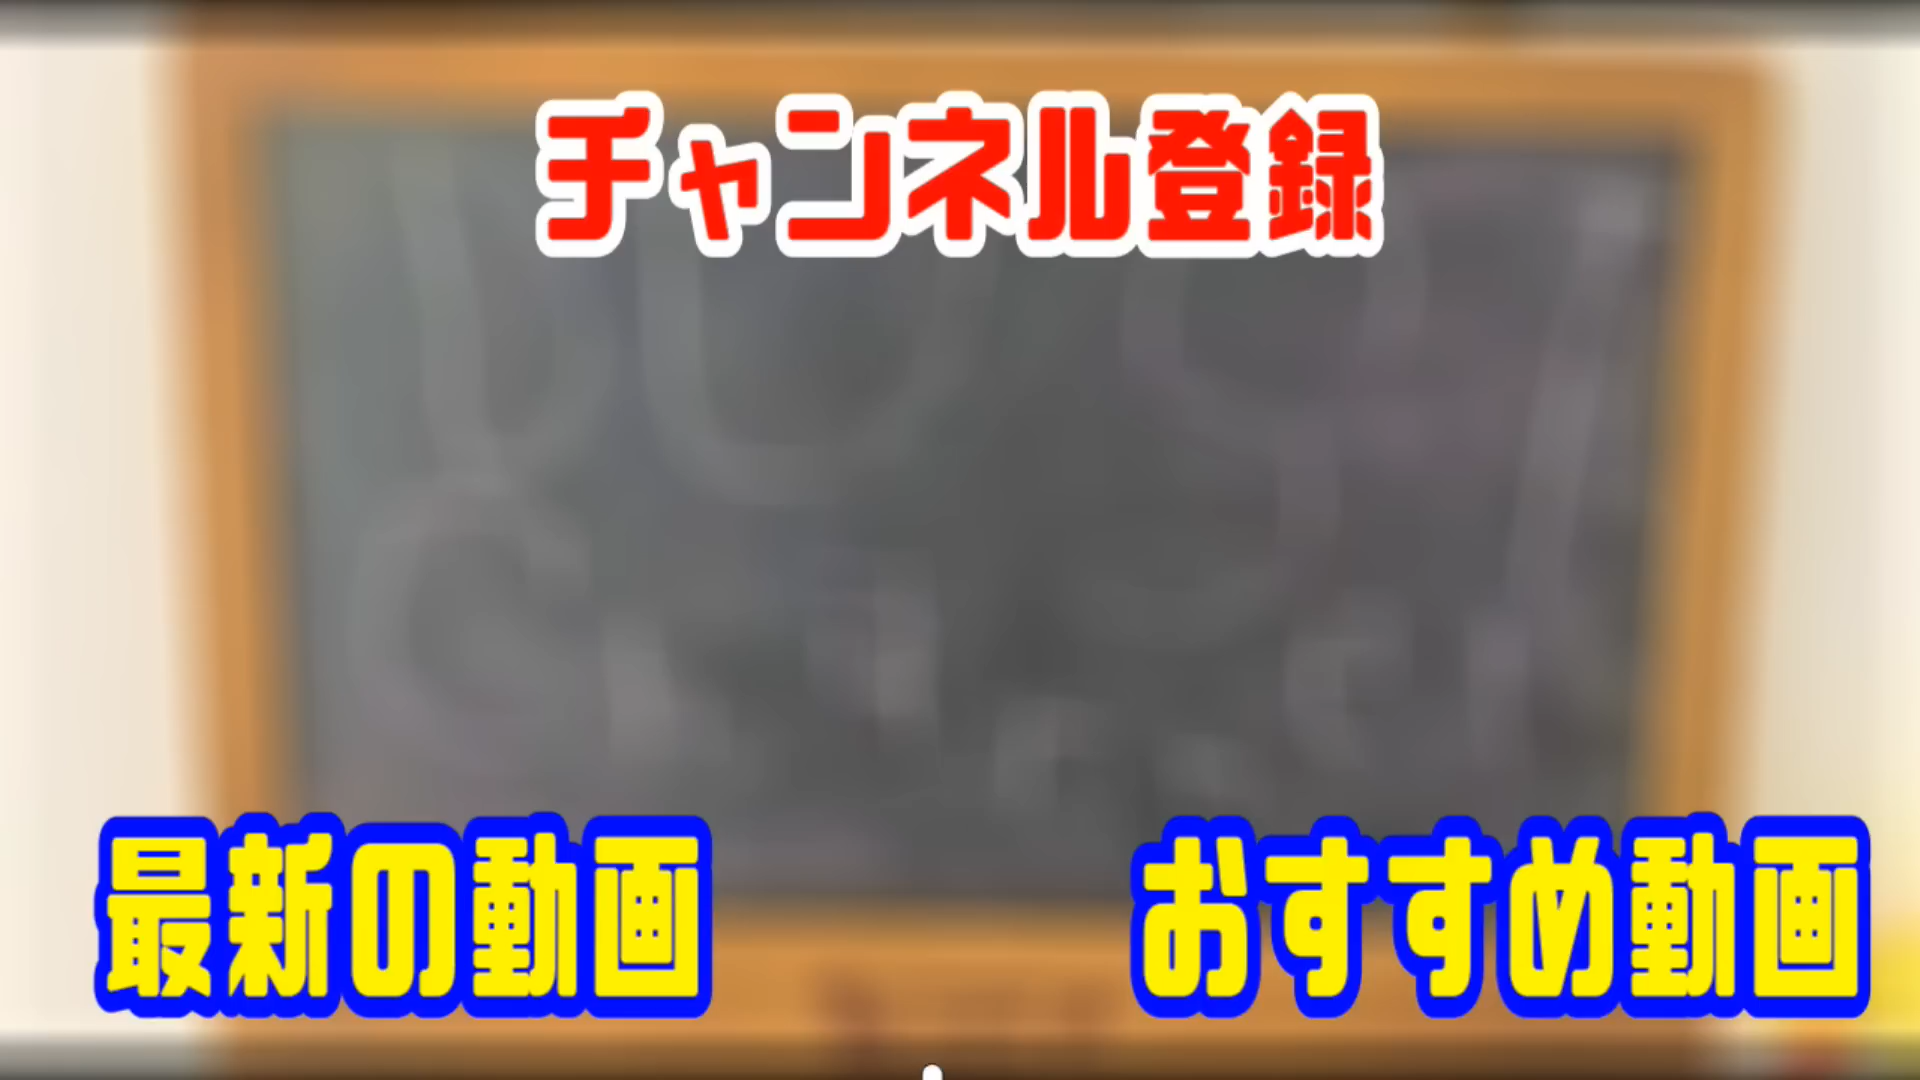 チャンネル登録
最新の動画
おすすめ動画